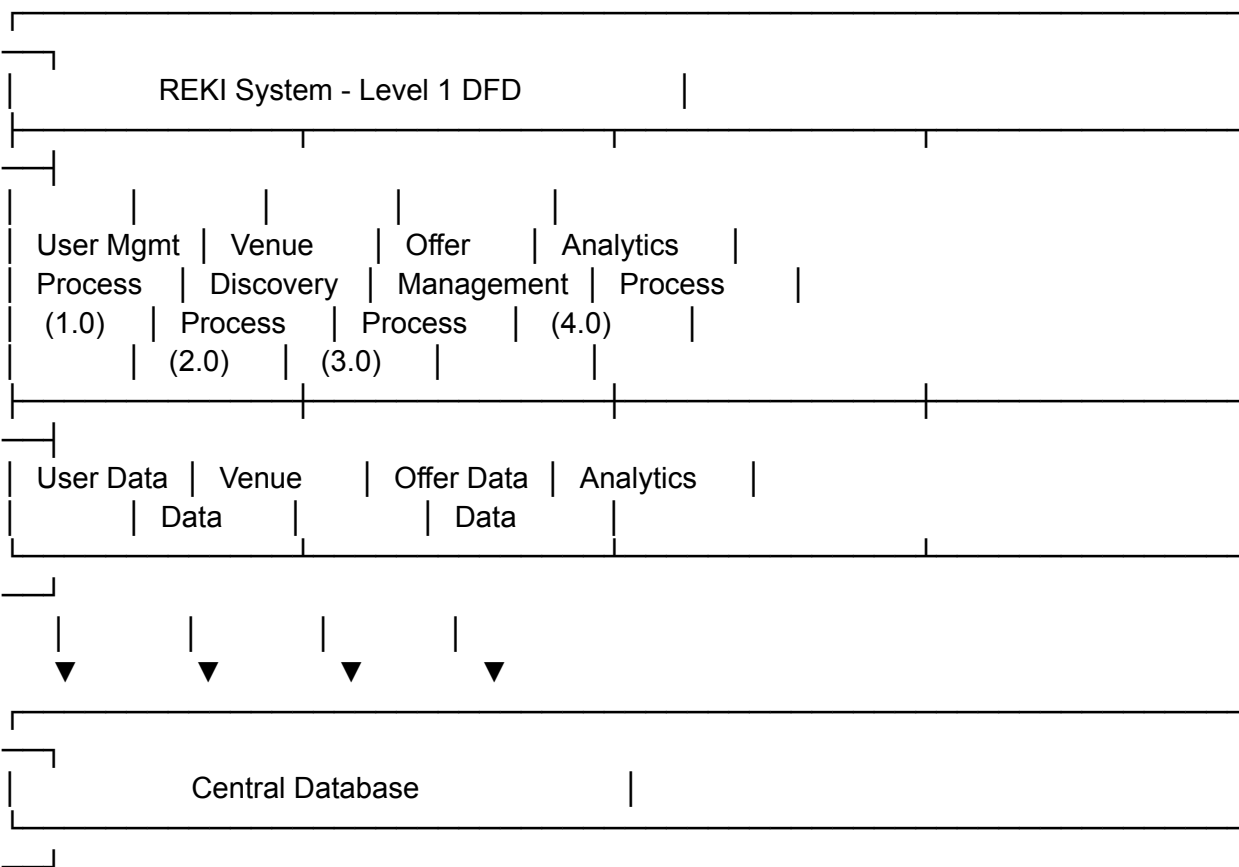 REKI System - Level 1 DFD
User Mgmt │ Venue │ Offer │ Analytics │
Process │ Discovery │ Management │ Process │
(1.0) │ Process │ Process │ (4.0) │
│ (2.0) │ (3.0) │ │
User Data │ Venue │ Offer Data │ Analytics │
│ Data │ │ Data │
Central Database